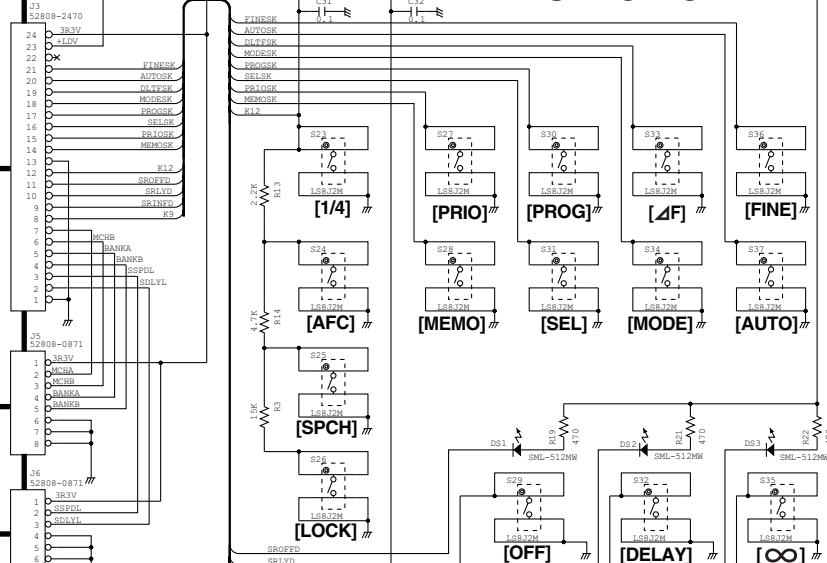 J3
52808-2470
24 3R3V
23 +LDV
22
21 FINESK
20 AUTOSK
19 DLTFSK
18 MODESK
17 PROGSK
16 SELSK
15 PRIOSK
14 MEMOSK
13
12 K12
11 SROFFD
10 SRLYD
9 SRINFD
8 K9
7
6 MCHB
5 BANKA
4 BANKB
3 SSPDL
2 SDLYL
1
J5
52808-0871
1 3R3V
2 MCHA
3 MCHB
4 BANKA
5 BANKB
6
7
8
J6
52808-0871
1 3R3V
2 SSPDL
3 SDLYL
4
5
6
C31
0.1
C32
0.1
FINESK
AUTOSK
DLTFSK
MODESK
PROGSK
SELSK
PRIOSK
MEMOSK
K12
S23
LS8J2M
[1/4]
S27
LS8J2M
[PRIO]
S30
LS8J2M
[PROG]
S33
LS8J2M
[⊿F]
S36
LS8J2M
[FINE]
2.2K R13
S24
LS8J2M
[AFC]
S28
LS8J2M
[MEMO]
S31
LS8J2M
[SEL]
S34
LS8J2M
[MODE]
S37
LS8J2M
[AUTO]
4.7K R14
S25
LS8J2M
[SPCH]
15K R3
S26
LS8J2M
[LOCK]
DS1
SML-512MW
R19 470
DS2
SML-512MW
R21 470
DS3
SML-512MW
R22
S29
LS8J2M
[OFF]
S32
LS8J2M
[DELAY]
S35
LS8J2M
[∞]
SROFFD
SRLYD